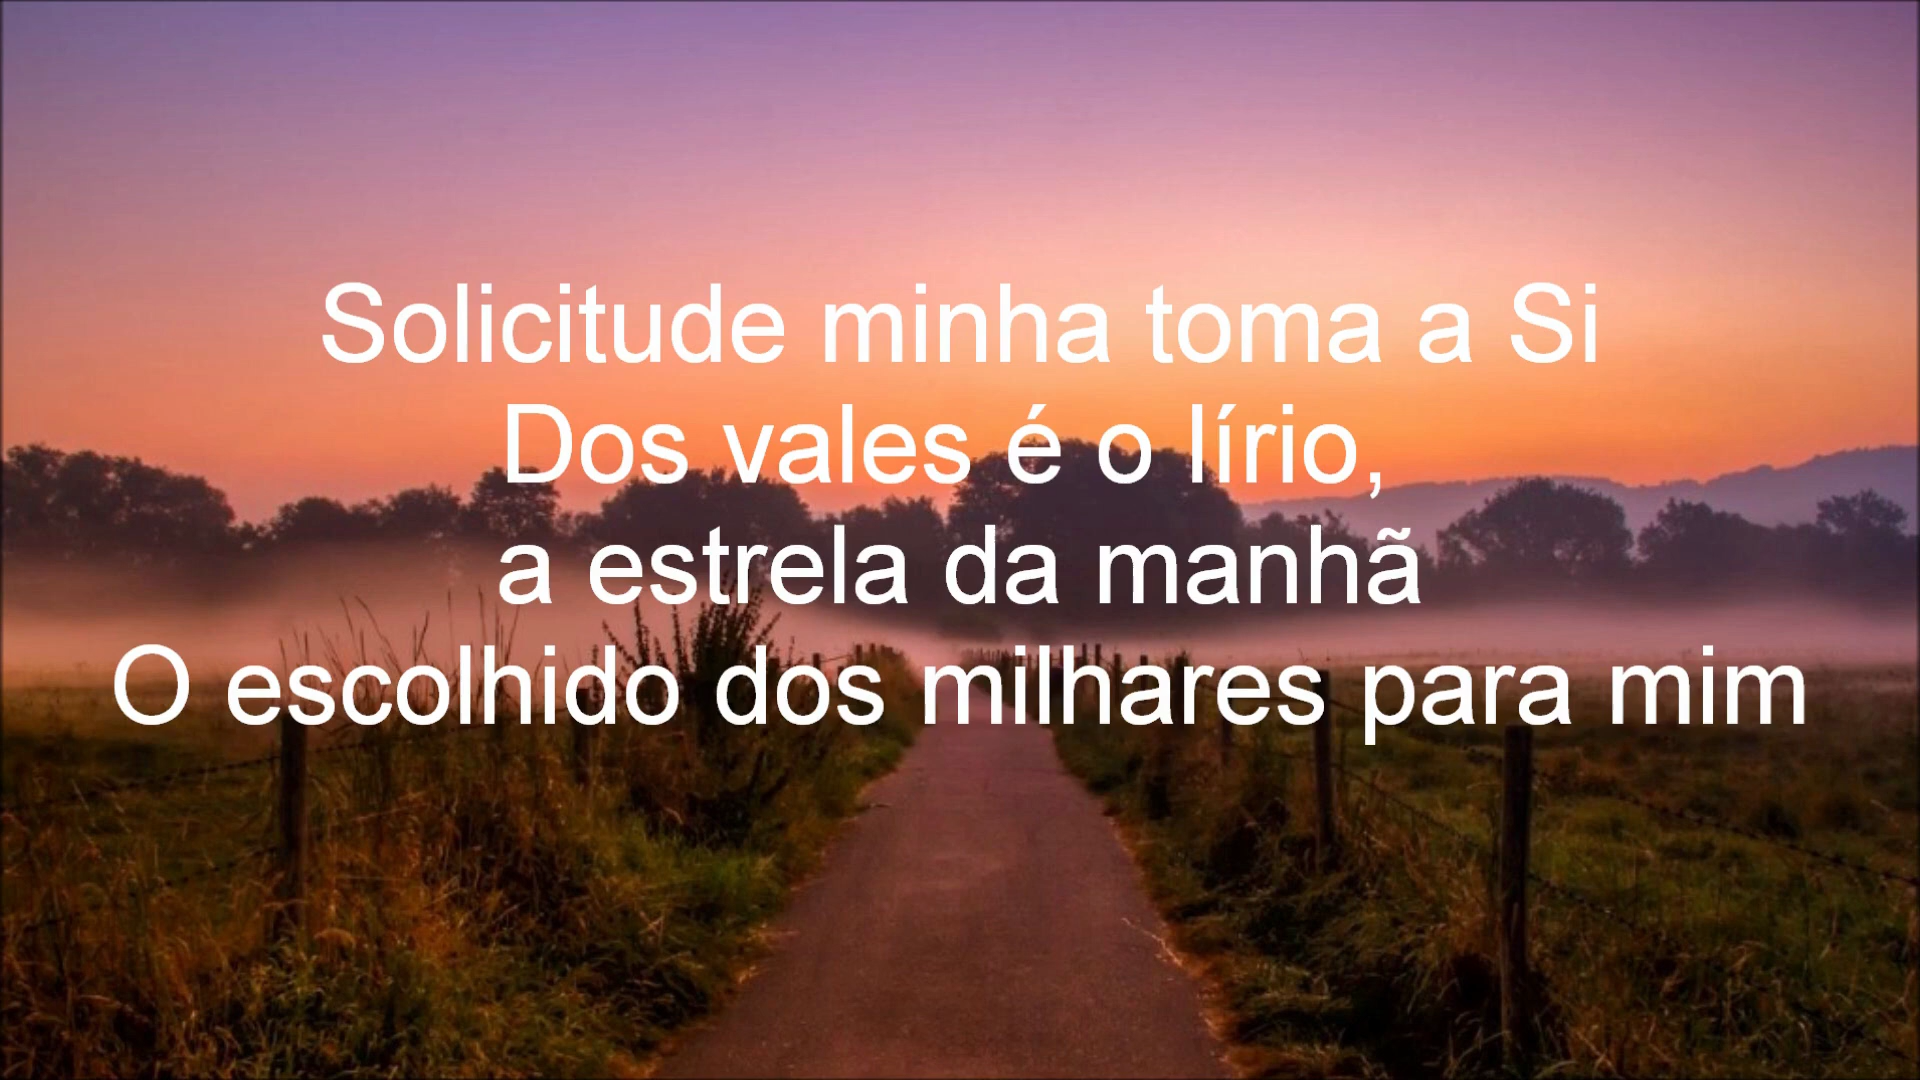 Solicitude minha toma a Si
Dos vales é o lírio,
a estrela da manhã
O escolhido dos milhares para mim